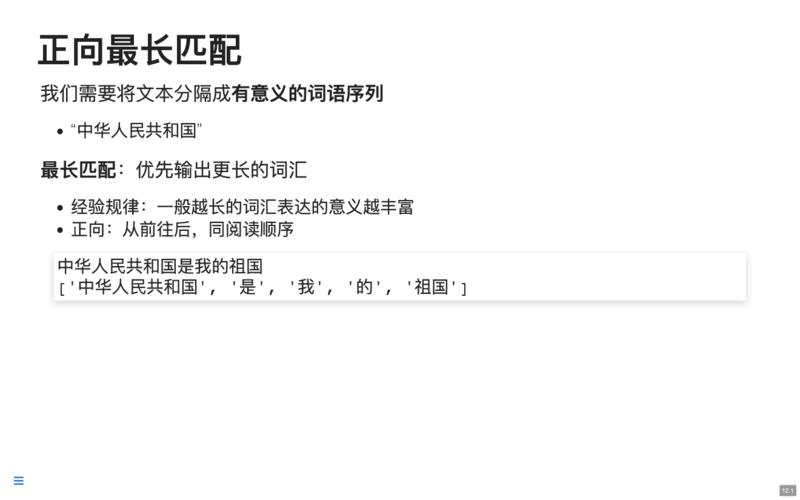 正向最长匹配
我们需要将文本分隔成有意义的词语序列
• “中华人民共和国”
最长匹配：优先输出更长的词汇
• 经验规律：一般越长的词汇表达的意义越丰富
• 正向：从前往后，同阅读顺序
中华人民共和国是我的祖国
['中华人民共和国', '是', '我', '的', '祖国']
12.1